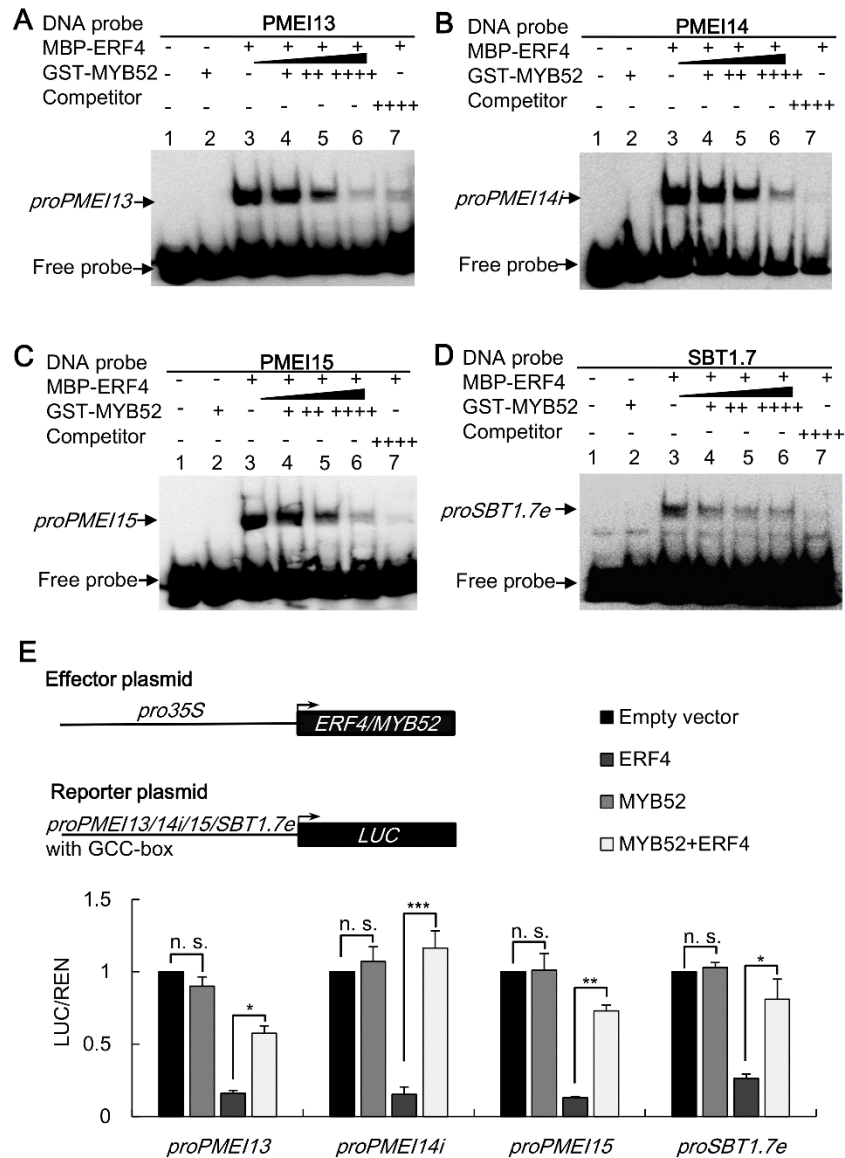 A
DNA probe PMEI13
MBP-ERF4 - - + + + + +
GST-MYB52 - + - + ++ ++++ -
Competitor - - - - - - ++++
1 2 3 4 5 6 7
proPMEI13
Free probe
B
DNA probe PMEI14
MBP-ERF4 - - + + + + +
GST-MYB52 - + - + ++ ++++ -
Competitor - - - - - - ++++
1 2 3 4 5 6 7
proPMEI14i
Free probe
C
DNA probe PMEI15
MBP-ERF4 - - + + + + +
GST-MYB52 - + - + ++ ++++ -
Competitor - - - - - - ++++
1 2 3 4 5 6 7
proPMEI15
Free probe
D
DNA probe SBT1.7
MBP-ERF4 - - + + + + +
GST-MYB52 - + - + ++ ++++ -
Competitor - - - - - - ++++
1 2 3 4 5 6 7
proSBT1.7e
Free probe
E
Effector plasmid
pro35S ERF4/MYB52
Reporter plasmid
proPMEI13/14i/15/SBT1.7e LUC
with GCC-box
Empty vector
ERF4
MYB52
MYB52+ERF4
LUC/REN
1.5
1
0.5
0
n. s. *
n. s. ***
n. s. **
n. s. *
proPMEI13 proPMEI14i proPMEI15 proSBT1.7e